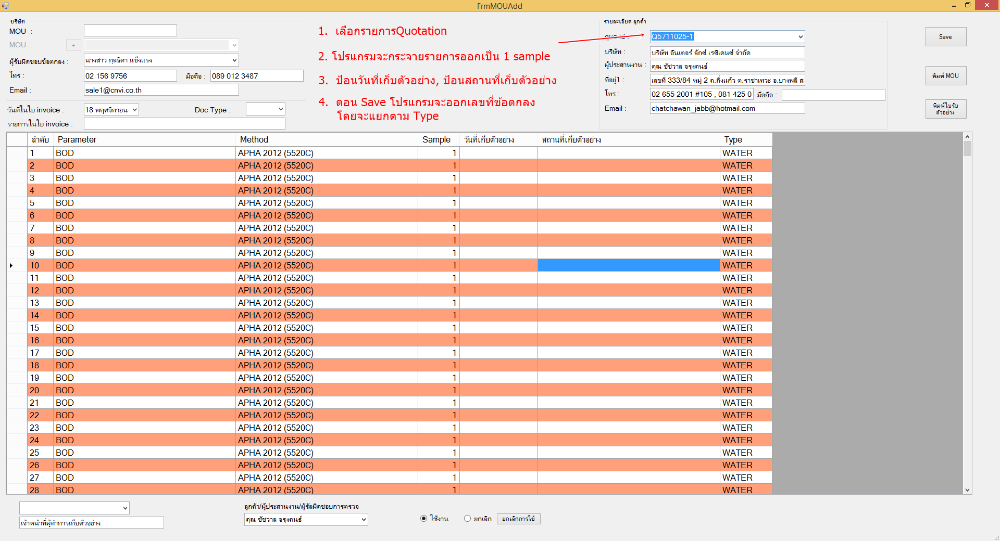 FrmMOUAdd
บริษัท
MOU :
MOU :
+
ผู้รับผิดชอบข้อตกลง :
นางสาว กุลธิดา แข็งแรง
โทร :
02 156 9756
มือถือ :
089 012 3487
Email :
sale1@cnvi.co.th
วันที่ในใบ invoice :
18 พฤศจิกายน
Doc Type :
รายการในใบ invoice :
1. เลือกรายการQuotation
2. โปรแกรมจะกระจายรายการออกเป็น 1 sample
3. ป้อนวันที่เก็บตัวอย่าง, ป้อนสถานที่เก็บตัวอย่าง
4. ตอน Save โปรแกรมจะออกเลขที่ข้อตกลง
โดยจะแยกตาม Type
รายละเอียด ลูกค้า
Q5711025-1
บริษัท :
บริษัท อินเตอร์ ลักซ์ เรซิเดนซ์ จำกัด
ผู้ประสานงาน :
คุณ ชัชวาล จรุงคนธ์
ที่อยู่1 :
เลขที่ 333/84 หมู่ 2 ถ.กิ่งแก้ว ต.ราชาเทวะ อ.บางพลี ส
โทร :
02 655 2001 #105 , 081 425 0
มือถือ :
Email :
chatchawan_jabb@hotmail.com
Save
พิมพ์ MOU
พิมพ์ใบรับ
ตัวอย่าง
ลำดับ Parameter Method Sample วันที่เก็บตัวอย่าง สถานที่เก็บตัวอย่าง Type
1 BOD APHA 2012 (5520C) 1 WATER
2 BOD APHA 2012 (5520C) 1 WATER
3 BOD APHA 2012 (5520C) 1 WATER
4 BOD APHA 2012 (5520C) 1 WATER
5 BOD APHA 2012 (5520C) 1 WATER
6 BOD APHA 2012 (5520C) 1 WATER
7 BOD APHA 2012 (5520C) 1 WATER
8 BOD APHA 2012 (5520C) 1 WATER
9 BOD APHA 2012 (5520C) 1 WATER
10 BOD APHA 2012 (5520C) 1 WATER
11 BOD APHA 2012 (5520C) 1 WATER
12 BOD APHA 2012 (5520C) 1 WATER
13 BOD APHA 2012 (5520C) 1 WATER
14 BOD APHA 2012 (5520C) 1 WATER
15 BOD APHA 2012 (5520C) 1 WATER
16 BOD APHA 2012 (5520C) 1 WATER
17 BOD APHA 2012 (5520C) 1 WATER
18 BOD APHA 2012 (5520C) 1 WATER
19 BOD APHA 2012 (5520C) 1 WATER
20 BOD APHA 2012 (5520C) 1 WATER
21 BOD APHA 2012 (5520C) 1 WATER
22 BOD APHA 2012 (5520C) 1 WATER
23 BOD APHA 2012 (5520C) 1 WATER
24 BOD APHA 2012 (5520C) 1 WATER
25 BOD APHA 2012 (5520C) 1 WATER
26 BOD APHA 2012 (5520C) 1 WATER
27 BOD APHA 2012 (5520C) 1 WATER
28 BOD APHA 2012 (5520C) 1 WATER
เจ้าหน้าที่ผู้ทำการเก็บตัวอย่าง
ลูกค้า/ผู้ประสานงาน/ผู้รัลผิดชอบการตรวจ
คุณ ชัชวาล จรุงคนธ์
ใช้งาน
ยกเลิก
ยกเลิกการใช้